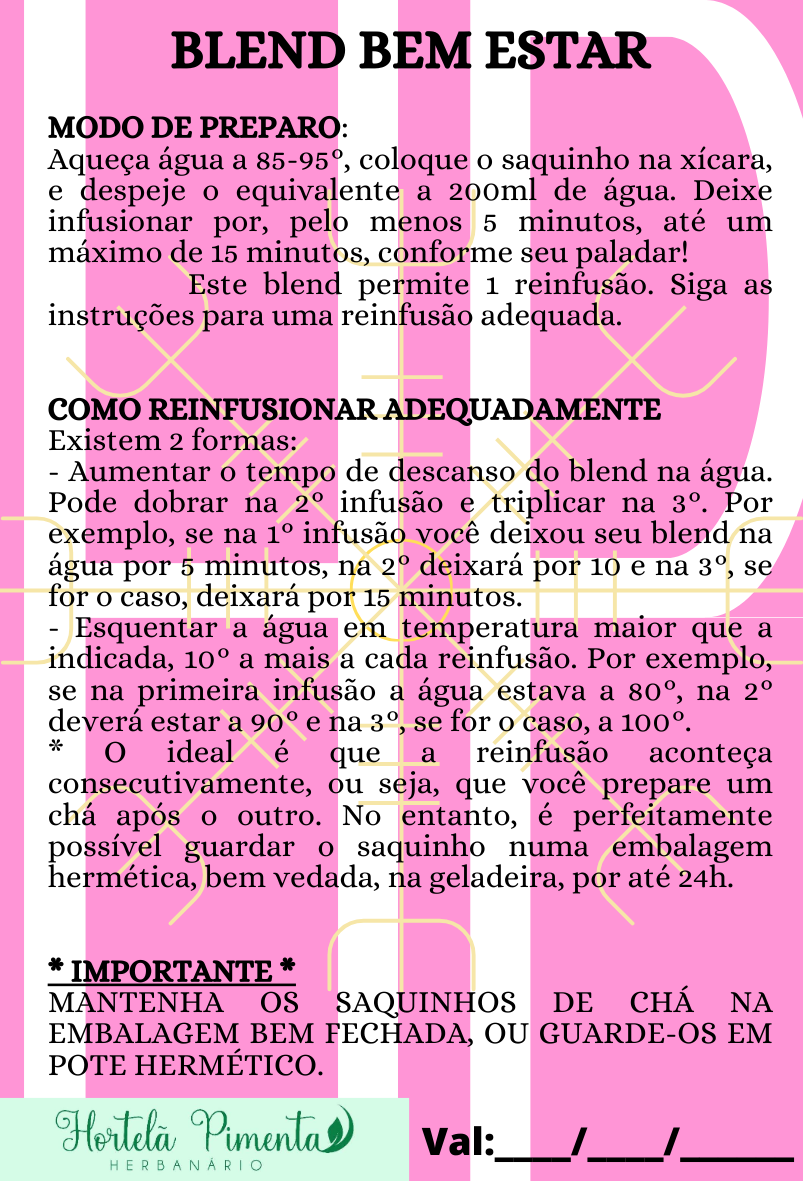 BLEND BEM ESTAR
MODO DE PREPARO:
Aqueça água a 85-95º, coloque o saquinho na xícara,
e despeje o equivalente a 200ml de água. Deixe
infusionar por, pelo menos 5 minutos, até um
máximo de 15 minutos, conforme seu paladar!
Este blend permite 1 reinfusão. Siga as
instruções para uma reinfusão adequada.
COMO REINFUSIONAR ADEQUADAMENTE
Existem 2 formas:
- Aumentar o tempo de descanso do blend na água.
Pode dobrar na 2º infusão e triplicar na 3º. Por
exemplo, se na 1º infusão você deixou seu blend na
água por 5 minutos, na 2º deixará por 10 e na 3º, se
for o caso, deixará por 15 minutos.
- Esquentar a água em temperatura maior que a
indicada, 10º a mais a cada reinfusão. Por exemplo,
se na primeira infusão a água estava a 80º, na 2º
deverá estar a 90º e na 3º, se for o caso, a 100º.
* O ideal é que a reinfusão aconteça
consecutivamente, ou seja, que você prepare um
chá após o outro. No entanto, é perfeitamente
possível guardar o saquinho numa embalagem
hermética, bem vedada, na geladeira, por até 24h.
* IMPORTANTE *
MANTENHA OS SAQUINHOS DE CHÁ NA
EMBALAGEM BEM FECHADA, OU GUARDE-OS EM
POTE HERMÉTICO.
Hortelã Pimenta
HERBANÁRIO
Val:____/____/______